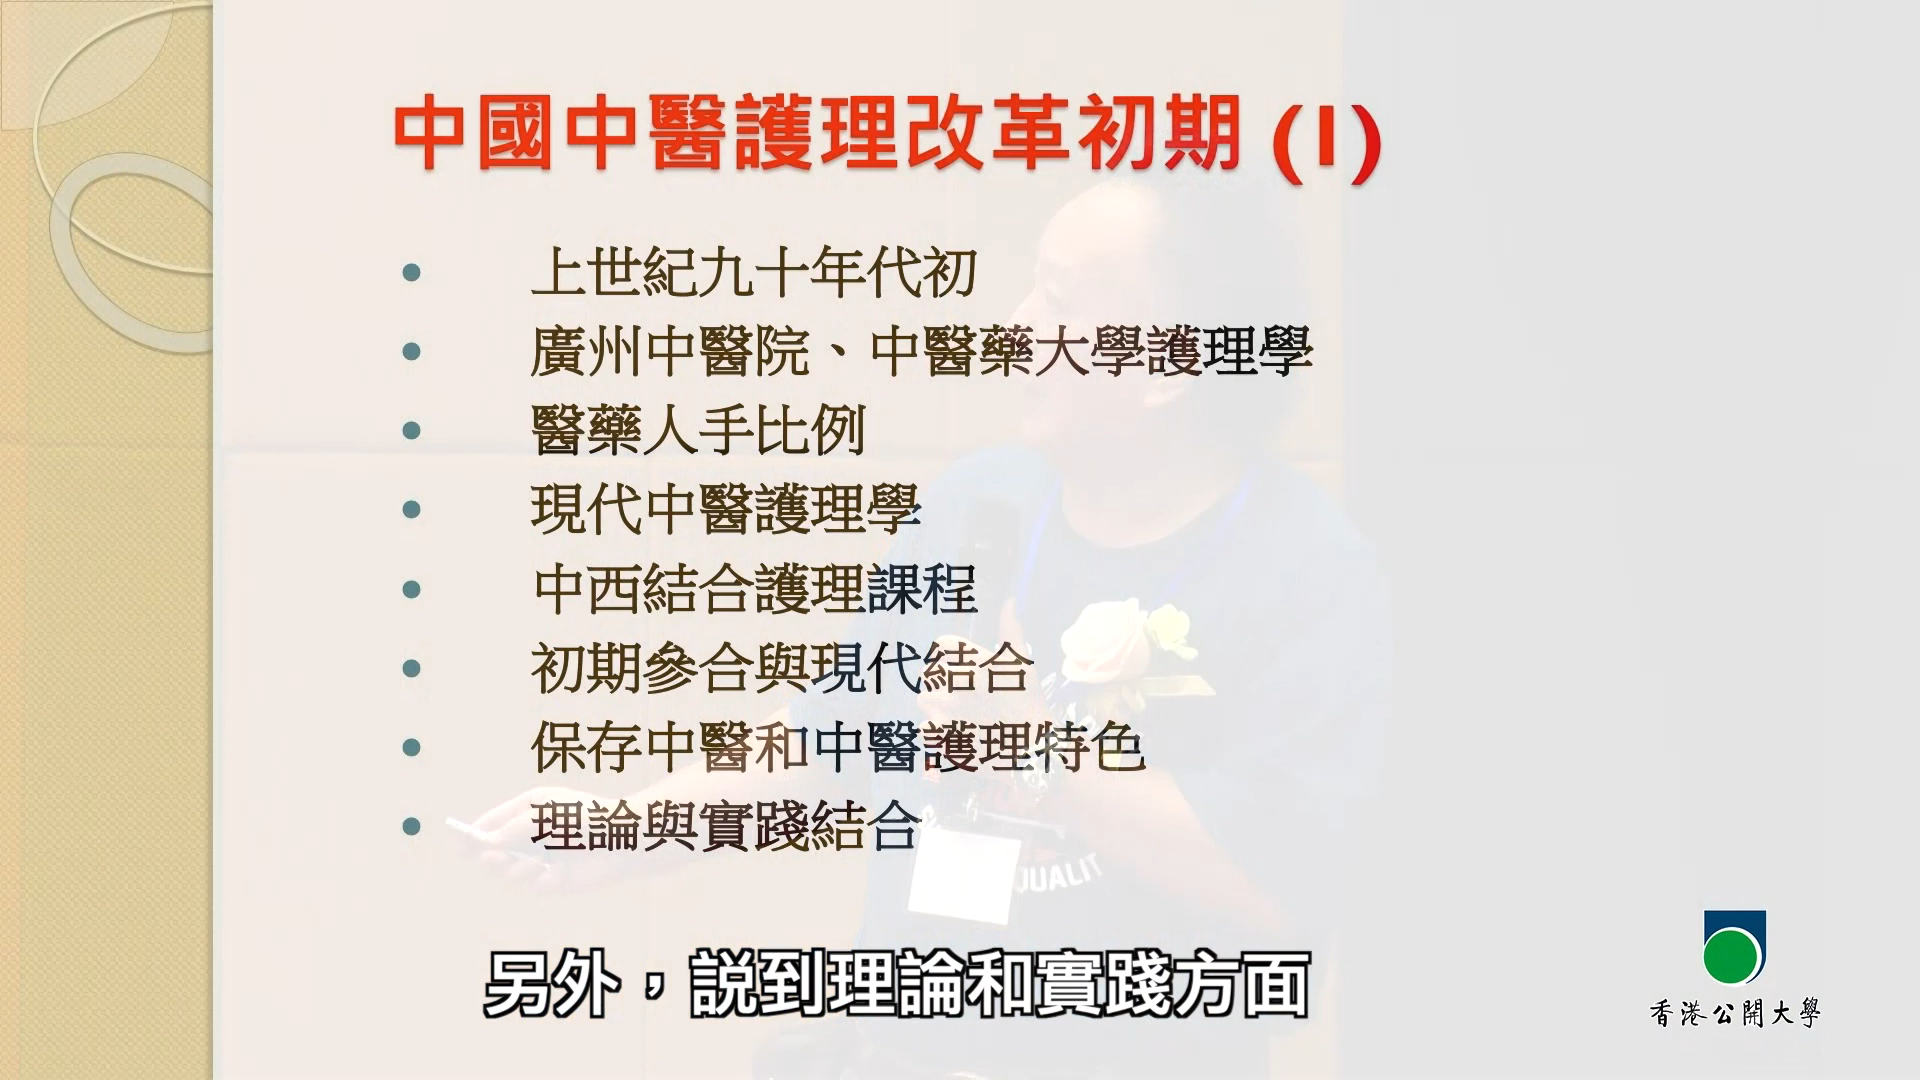 中國中醫護理改革初期 (I)
• 上世紀九十年代初
• 廣州中醫院、中醫藥大學護理學
• 醫藥人手比例
• 現代中醫護理學
• 中西結合護理課程
• 初期參合與現代結合
• 保存中醫和中醫護理特色
• 理論與實踐結合
QUALIT
另外，説到理論和實踐方面
香港公開大學